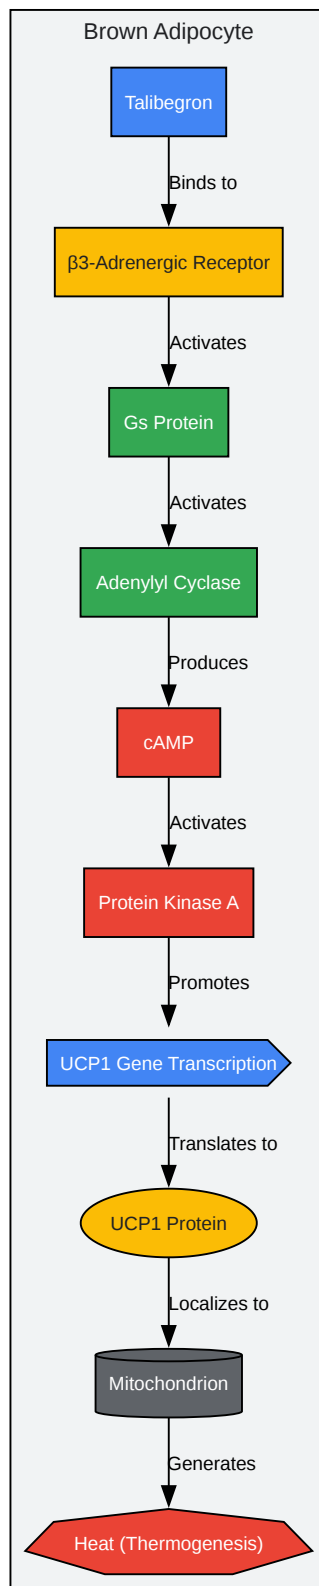 Brown Adipocyte
Talibegron
Binds to
β3-Adrenergic Receptor
Activates
Gs Protein
Activates
Adenylyl Cyclase
Produces
cAMP
Activates
Protein Kinase A
Promotes
UCP1 Gene Transcription
Translates to
UCP1 Protein
Localizes to
Mitochondrion
Generates
Heat (Thermogenesis)